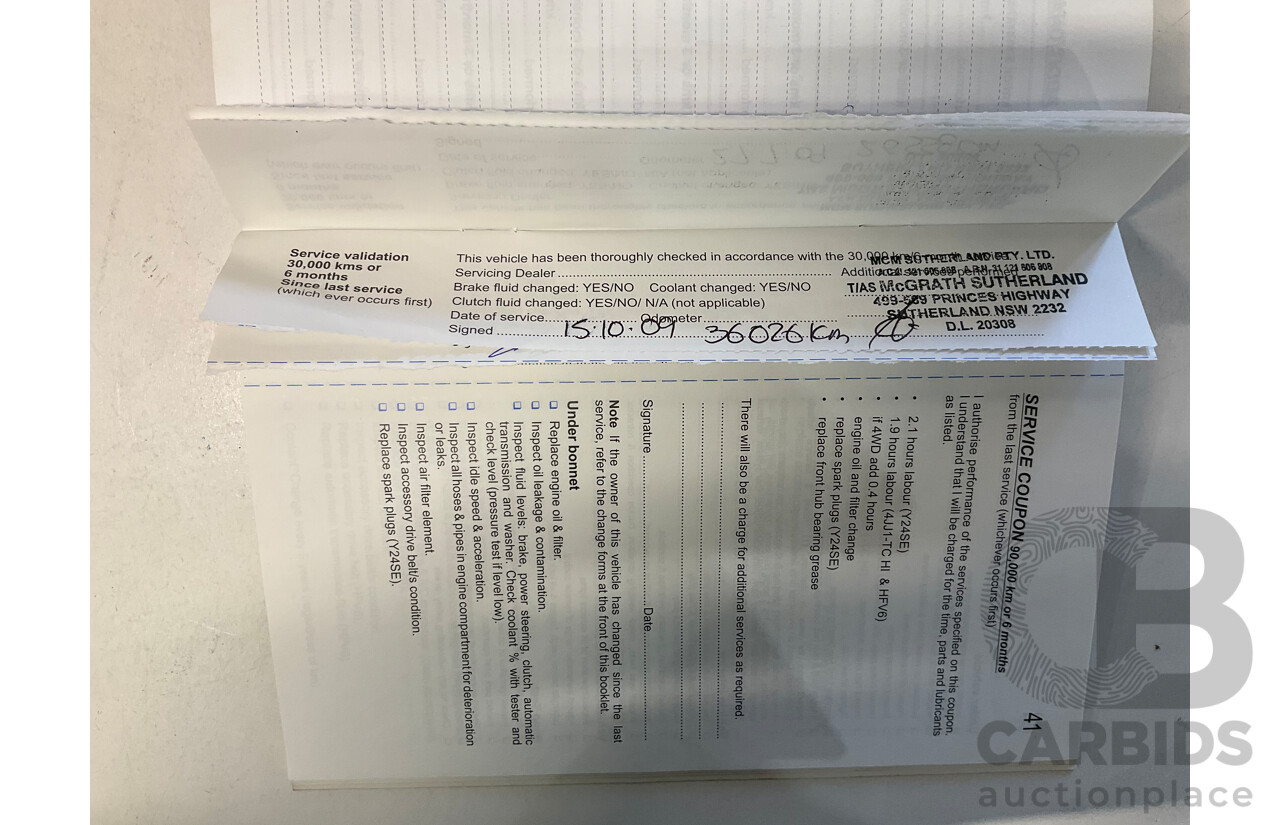 Service validation
30,000 kms or
6 months
Since last service
(which ever occurs first)
This vehicle has been thoroughly checked in accordance with the 30,000 km/6
Servicing Dealer
Brake fluid changed: YES/NO Coolant changed: YES/NO
Clutch fluid changed: YES/NO/ N/A (not applicable)
Date of service Odometer
Signed 15:10:09 36026km
MCM SUTHERLAND PTY. LTD.
T/AS McGRATH SUTHERLAND
PRINCES HIGHWAY
SUTHERLAND NSW 2232
D.L. 20308
SERVICE COUPON 90,000 km or 6 months 41
from the last service (whichever occurs first)
I authorise performance of the services specified on this coupon.
I understand that I will be charged for the time, parts and lubricants
as listed.
• 2.1 hours labour (Y24SE)
• 1.9 hours labour (4JJ1-TC HI & HFV6)
if 4WD add 0.4 hours
• engine oil and filter change
• replace spark plugs (Y24SE)
• replace front hub bearing grease
There will also be a charge for additional services as required.
Signature Date
Note If the owner of this vehicle has changed since the last
service, refer to the change forms at the front of this booklet.
Under bonnet
Replace engine oil & filter.
Inspect oil leakage & contamination.
Inspect fluid levels: brake, power steering, clutch, automatic
transmission and washer. Check coolant % with tester and
check level (pressure test if level low).
Inspect idle speed & acceleration.
Inspect all hoses & pipes in engine compartment for deterioration
or leaks.
Inspect air filter element.
Inspect accessory drive belt/s condition.
Replace spark plugs (Y24SE).
CARBIDS
auctionplace